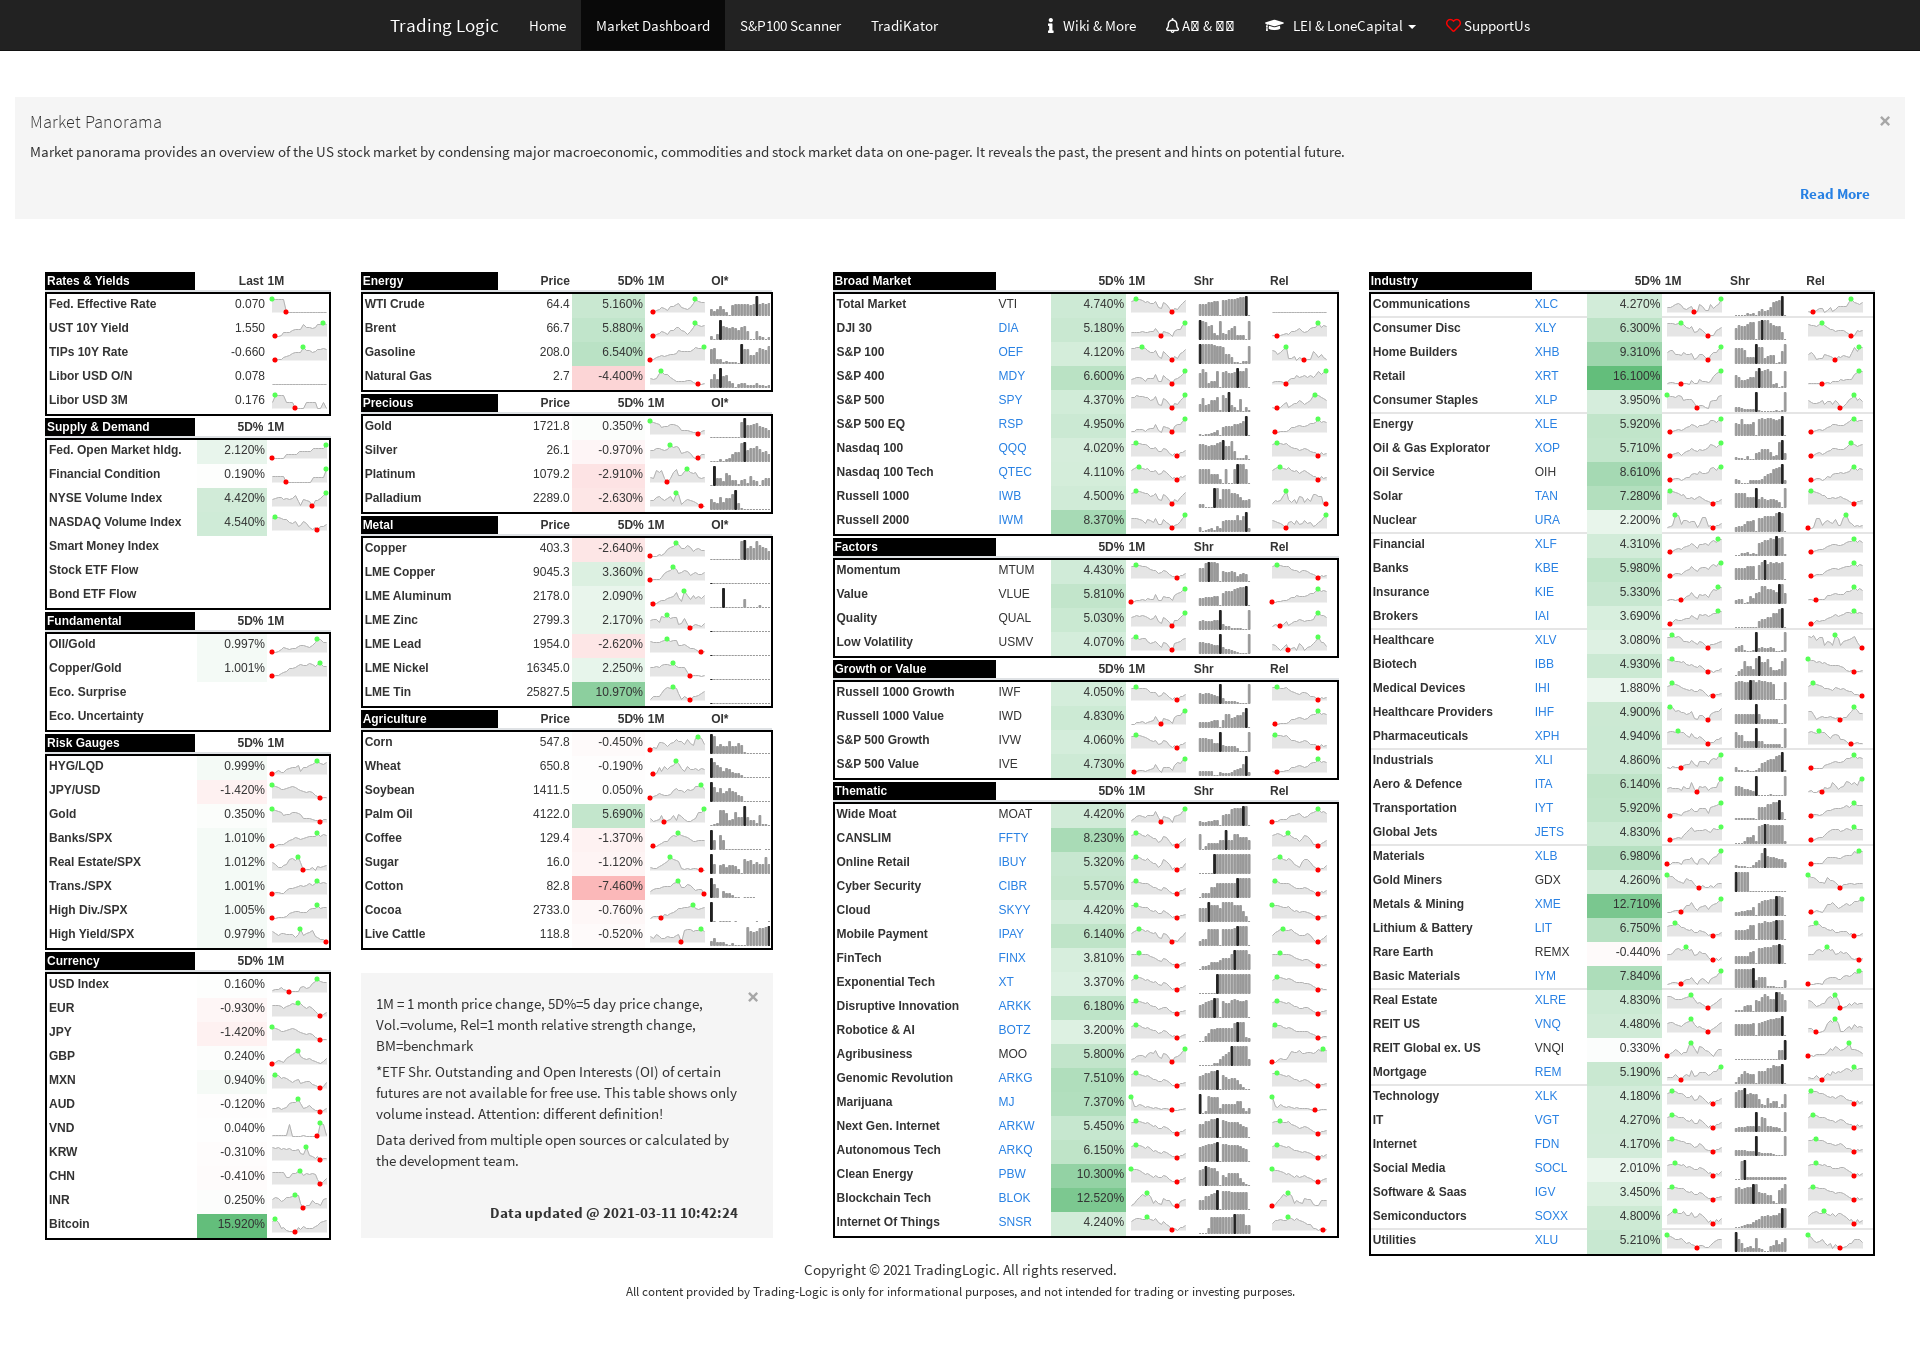 Trading Logic Home Market Dashboard S&P100 Scanner TradiKator Wiki & More LEI & LoneCapital SupportUs
Market Panorama ×
Market panorama provides an overview of the US stock market by condensing major macroeconomic, commodities and stock market data on one-pager. It reveals the past, the present and hints on potential future.
Read More
Rates & Yields Last 1M
Fed. Effective Rate 0.070
UST 10Y Yield 1.550
TIPs 10Y Rate -0.660
Libor USD O/N 0.078
Libor USD 3M 0.176
Supply & Demand 5D% 1M
Fed. Open Market hldg. 2.120%
Financial Condition 0.190%
NYSE Volume Index 4.420%
NASDAQ Volume Index 4.540%
Smart Money Index
Stock ETF Flow
Bond ETF Flow
Fundamental 5D% 1M
Oll/Gold 0.997%
Copper/Gold 1.001%
Eco. Surprise
Eco. Uncertainty
Risk Gauges 5D% 1M
HYG/LQD 0.999%
JPY/USD -1.420%
Gold 0.350%
Banks/SPX 1.010%
Real Estate/SPX 1.012%
Trans./SPX 1.001%
High Div./SPX 1.005%
High Yield/SPX 0.979%
Currency 5D% 1M
USD Index 0.160%
EUR -0.930%
JPY -1.420%
GBP 0.240%
MXN 0.940%
AUD -0.120%
VND 0.040%
KRW -0.310%
CHN -0.410%
INR 0.250%
Bitcoin 15.920%
Energy Price 5D% 1M OI*
WTI Crude 64.4 5.160%
Brent 66.7 5.880%
Gasoline 208.0 6.540%
Natural Gas 2.7 -4.400%
Precious Price 5D% 1M OI*
Gold 1721.8 0.350%
Silver 26.1 -0.970%
Platinum 1079.2 -2.910%
Palladium 2289.0 -2.630%
Metal Price 5D% 1M OI*
Copper 403.3 -2.640%
LME Copper 9045.3 3.360%
LME Aluminum 2178.0 2.090%
LME Zinc 2799.3 2.170%
LME Lead 1954.0 -2.620%
LME Nickel 16345.0 2.250%
LME Tin 25827.5 10.970%
Agriculture Price 5D% 1M OI*
Corn 547.8 -0.450%
Wheat 650.8 -0.190%
Soybean 1411.5 0.050%
Palm Oil 4122.0 5.690%
Coffee 129.4 -1.370%
Sugar 16.0 -1.120%
Cotton 82.8 -7.460%
Cocoa 2733.0 -0.760%
Live Cattle 118.8 -0.520%
×
1M = 1 month price change, 5D%=5 day price change,
Vol.=volume, Rel=1 month relative strength change,
BM=benchmark
*ETF Shr. Outstanding and Open Interests (OI) of certain
futures are not available for free use. This table shows only
volume instead. Attention: different definition!
Data derived from multiple open sources or calculated by
the development team.
Data updated @ 2021-03-11 10:42:24
Broad Market 5D% 1M Shr Rel
Total Market VTI 4.740%
DJI 30 DIA 5.180%
S&P 100 OEF 4.120%
S&P 400 MDY 6.600%
S&P 500 SPY 4.370%
S&P 500 EQ RSP 4.950%
Nasdaq 100 QQQ 4.020%
Nasdaq 100 Tech QTEC 4.110%
Russell 1000 IWB 4.500%
Russell 2000 IWM 8.370%
Factors 5D% 1M Shr Rel
Momentum MTUM 4.430%
Value VLUE 5.810%
Quality QUAL 5.030%
Low Volatility USMV 4.070%
Growth or Value 5D% 1M Shr Rel
Russell 1000 Growth IWF 4.050%
Russell 1000 Value IWD 4.830%
S&P 500 Growth IVW 4.060%
S&P 500 Value IVE 4.730%
Thematic 5D% 1M Shr Rel
Wide Moat MOAT 4.420%
CANSLIM FFTY 8.230%
Online Retail IBUY 5.320%
Cyber Security CIBR 5.570%
Cloud SKYY 4.420%
Mobile Payment IPAY 6.140%
FinTech FINX 3.810%
Exponential Tech XT 3.370%
Disruptive Innovation ARKK 6.180%
Robotice & AI BOTZ 3.200%
Agribusiness MOO 5.800%
Genomic Revolution ARKG 7.510%
Marijuana MJ 7.370%
Next Gen. Internet ARKW 5.450%
Autonomous Tech ARKQ 6.150%
Clean Energy PBW 10.300%
Blockchain Tech BLOK 12.520%
Internet Of Things SNSR 4.240%
Industry 5D% 1M Shr Rel
Communications XLC 4.270%
Consumer Disc XLY 6.300%
Home Builders XHB 9.310%
Retail XRT 16.100%
Consumer Staples XLP 3.950%
Energy XLE 5.920%
Oil & Gas Explorator XOP 5.710%
Oil Service OIH 8.610%
Solar TAN 7.280%
Nuclear URA 2.200%
Financial XLF 4.310%
Banks KBE 5.980%
Insurance KIE 5.330%
Brokers IAI 3.690%
Healthcare XLV 3.080%
Biotech IBB 4.930%
Medical Devices IHI 1.880%
Healthcare Providers IHF 4.900%
Pharmaceuticals XPH 4.940%
Industrials XLI 4.860%
Aero & Defence ITA 6.140%
Transportation IYT 5.920%
Global Jets JETS 4.830%
Materials XLB 6.980%
Gold Miners GDX 4.260%
Metals & Mining XME 12.710%
Lithium & Battery LIT 6.750%
Rare Earth REMX -0.440%
Basic Materials IYM 7.840%
Real Estate XLRE 4.830%
REIT US VNQ 4.480%
REIT Global ex. US VNQI 0.330%
Mortgage REM 5.190%
Technology XLK 4.180%
IT VGT 4.270%
Internet FDN 4.170%
Social Media SOCL 2.010%
Software & Saas IGV 3.450%
Semiconductors SOXX 4.800%
Utilities XLU 5.210%
Copyright © 2021 TradingLogic. All rights reserved.
All content provided by Trading-Logic is only for informational purposes, and not intended for trading or investing purposes.